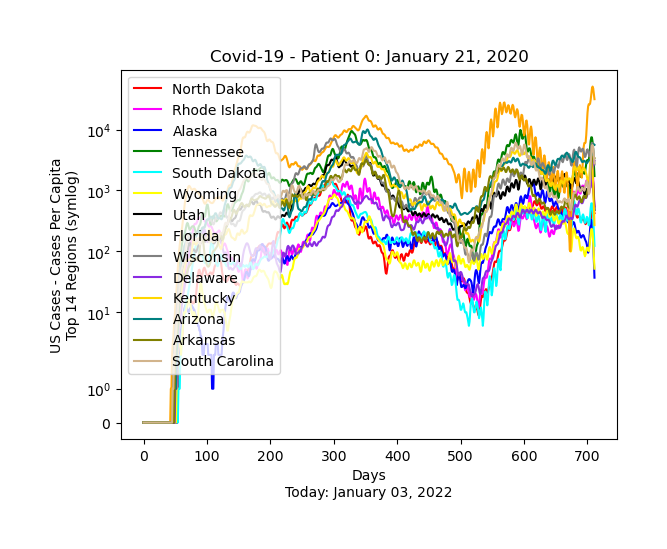 Covid-19 - Patient 0: January 21, 2020
US Cases - Cases Per Capita
Top 14 Regions (symlog)
10^4
10^3
10^2
10^1
10^0
0
North Dakota
Rhode Island
Alaska
Tennessee
South Dakota
Wyoming
Utah
Florida
Wisconsin
Delaware
Kentucky
Arizona
Arkansas
South Carolina
0 100 200 300 400 500 600 700
Days
Today: January 03, 2022